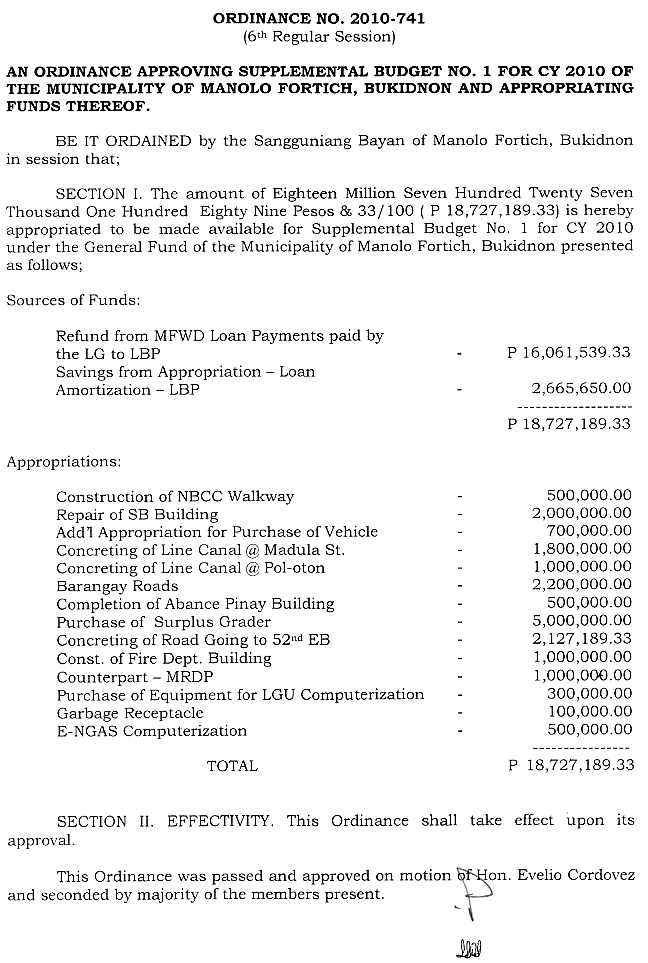 ORDINANCE NO. 2010-741
(6th Regular Session)
AN ORDINANCE APPROVING SUPPLEMENTAL BUDGET NO. 1 FOR CY 2010 OF
THE MUNICIPALITY OF MANOLO FORTICH, BUKIDNON AND APPROPRIATING
FUNDS THEREOF.
BE IT ORDAINED by the Sangguniang Bayan of Manolo Fortich, Bukidnon
in session that;
SECTION I. The amount of Eighteen Million Seven Hundred Twenty Seven
Thousand One Hundred Eighty Nine Pesos & 33/100 ( P 18,727,189.33) is hereby
appropriated to be made available for Supplemental Budget No. 1 for CY 2010
under the General Fund of the Municipality of Manolo Fortich, Bukidnon presented
as follows;
Sources of Funds:
Refund from MFWD Loan Payments paid by
the LG to LBP - P 16,061,539.33
Savings from Appropriation – Loan
Amortization – LBP - 2,665,650.00
-------------------
P 18,727,189.33
Appropriations:
Construction of NBCC Walkway - 500,000.00
Repair of SB Building - 2,000,000.00
Add'l Appropriation for Purchase of Vehicle - 700,000.00
Concreting of Line Canal @ Madula St. - 1,800,000.00
Concreting of Line Canal @ Pol-oton - 1,000,000.00
Barangay Roads - 2,200,000.00
Completion of Abance Pinay Building - 500,000.00
Purchase of Surplus Grader - 5,000,000.00
Concreting of Road Going to 52nd EB - 2,127,189.33
Const. of Fire Dept. Building - 1,000,000.00
Counterpart – MRDP - 1,000,000.00
Purchase of Equipment for LGU Computerization - 300,000.00
Garbage Receptacle - 100,000.00
E-NGAS Computerization - 500,000.00
----------------
TOTAL P 18,727,189.33
SECTION II. EFFECTIVITY. This Ordinance shall take effect upon its
approval.
This Ordinance was passed and approved on motion of Hon. Evelio Cordovez
and seconded by majority of the members present.